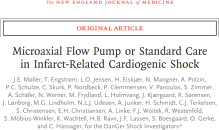 The NEW ENGLAND JOURNAL of MEDICINE
ORIGINAL ARTICLE
Microaxial Flow Pump or Standard Care
in Infarct-Related Cardiogenic Shock
J.E. Møller, T. Engstrøm, L.O. Jensen, H. Eiskjær, N. Mangner, A. Polzin,
P.C. Schulze, C. Skurk, P. Nordbeck, P. Clemmensen, V. Panoulas, S. Zimmer,
A. Schäfer, N. Werner, M. Frydland, L. Holmvang, J. Kjærgaard, R. Sørensen,
J. Lønborg, M.G. Lindholm, N.L.J. Udesen, A. Junker, H. Schmidt, C.J. Terkelsen,
S. Christensen, E.H. Christiansen, A. Linke, F.J. Woitek, R. Westenfeld,
S. Möbius-Winkler, K. Wachtell, H.B. Ravn, J.F. Lassen, S. Boesgaard, O. Gerke,
and C. Hassager, for the DanGer Shock Investigators*